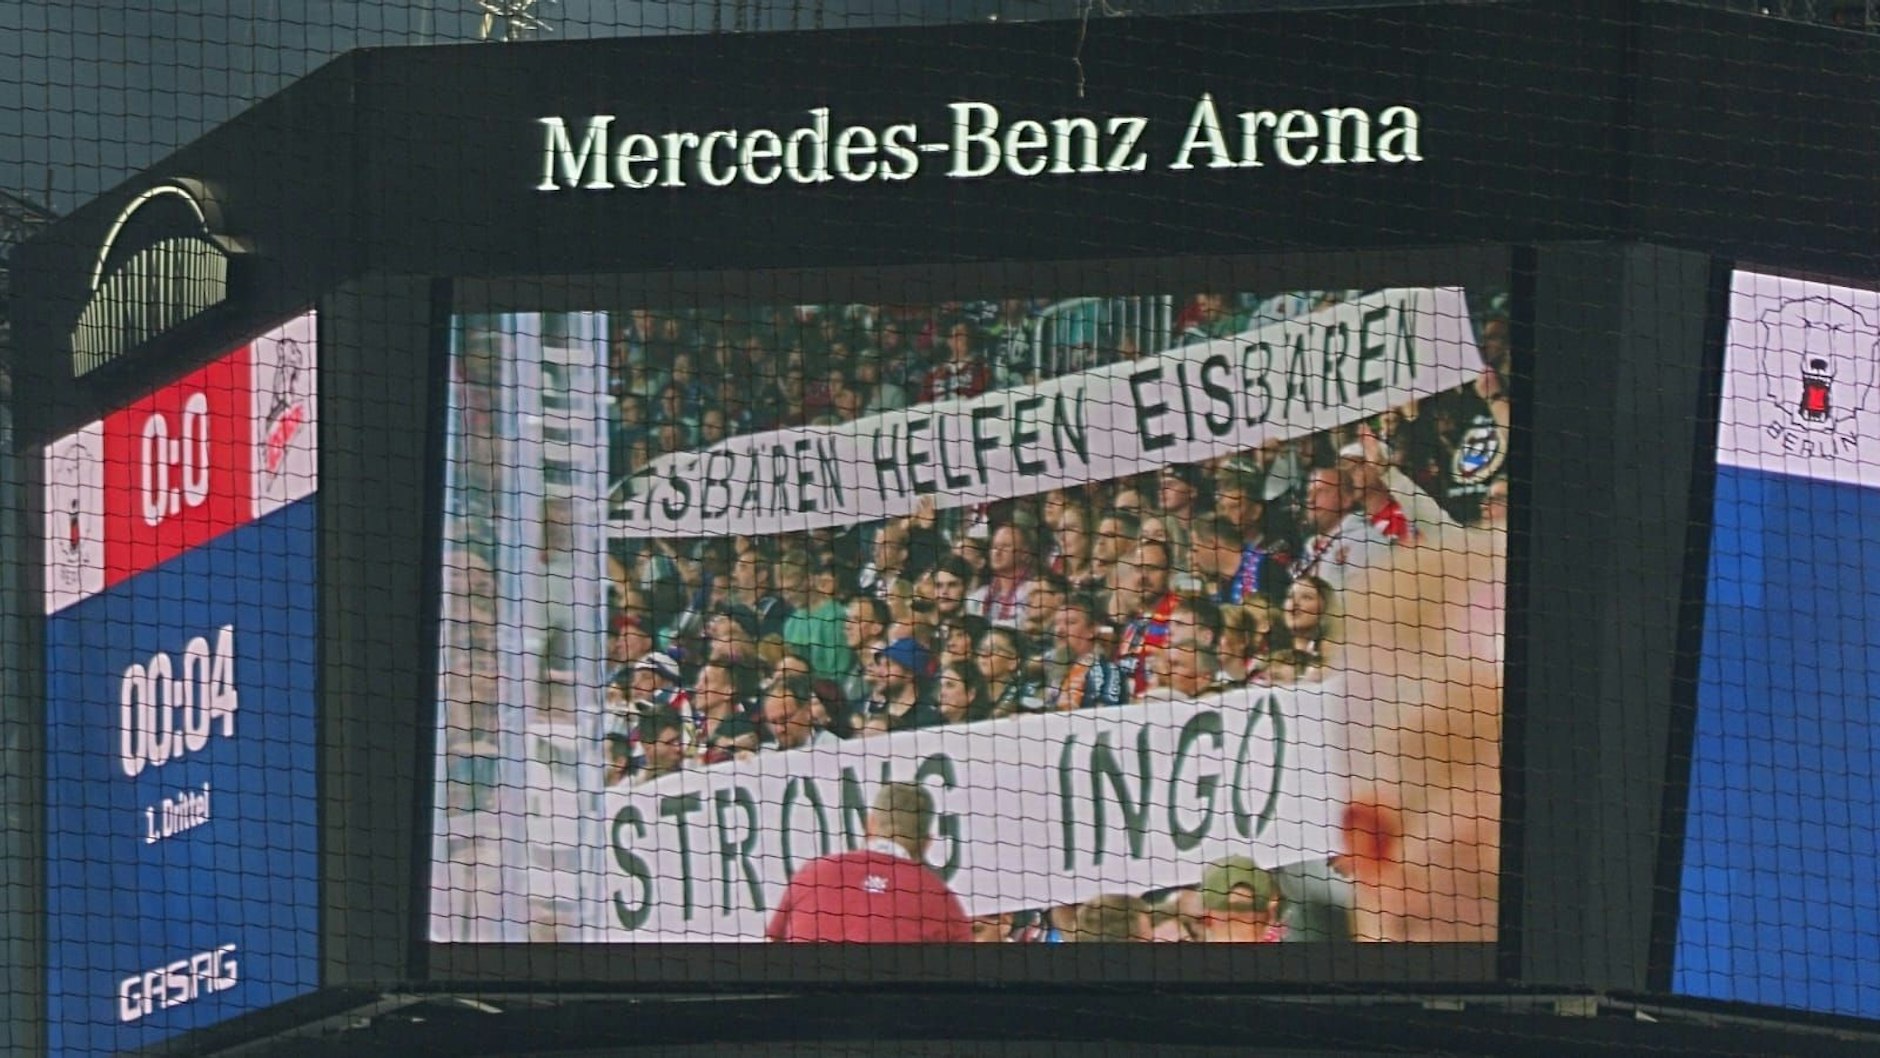 Mercedes-Benz Arena
0:0
00:04
1. Drittel
GASAG
EISBÄREN HELFEN EISBÄREN
STRONG INGO
BERLIN